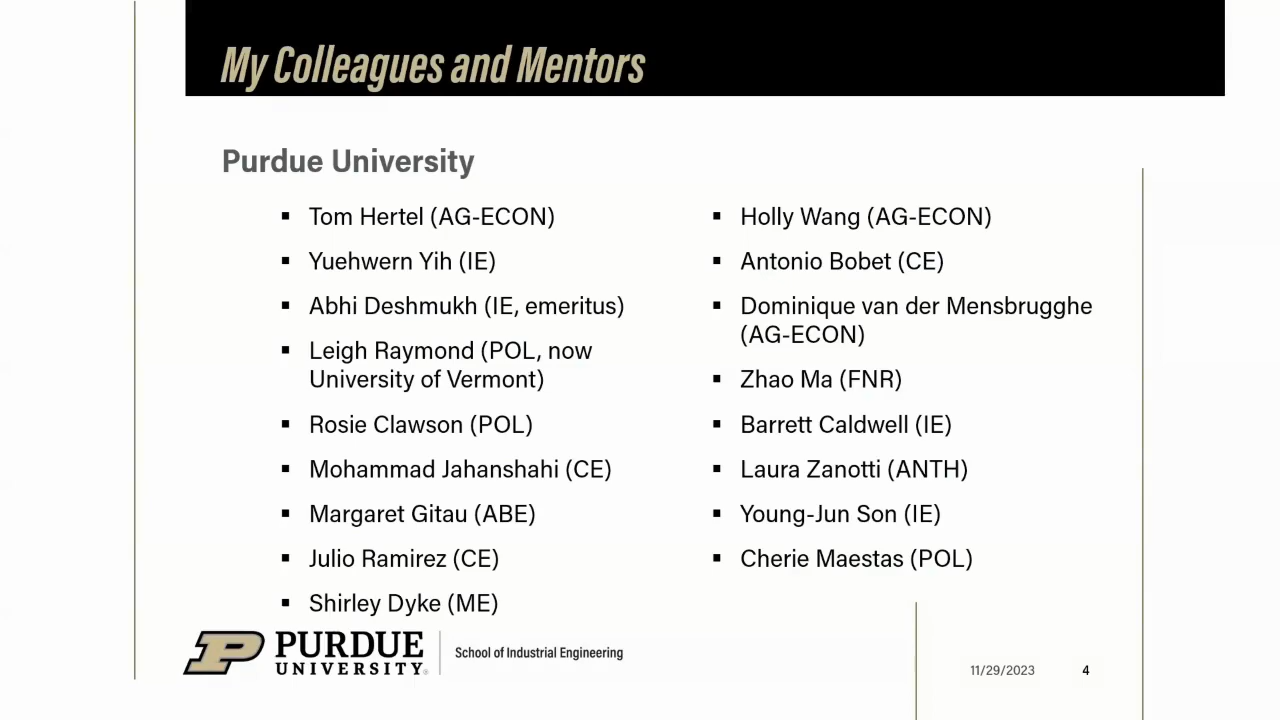 My Colleagues and Mentors
Purdue University
▪ Tom Hertel (AG-ECON)
▪ Yuehwern Yih (IE)
▪ Abhi Deshmukh (IE, emeritus)
▪ Leigh Raymond (POL, now
University of Vermont)
▪ Rosie Clawson (POL)
▪ Mohammad Jahanshahi (CE)
▪ Margaret Gitau (ABE)
▪ Julio Ramirez (CE)
▪ Shirley Dyke (ME)
▪ Holly Wang (AG-ECON)
▪ Antonio Bobet (CE)
▪ Dominique van der Mensbrugghe
(AG-ECON)
▪ Zhao Ma (FNR)
▪ Barrett Caldwell (IE)
▪ Laura Zanotti (ANTH)
▪ Young-Jun Son (IE)
▪ Cherie Maestas (POL)
P PURDUE
UNIVERSITY®
School of Industrial Engineering
11/29/2023
4